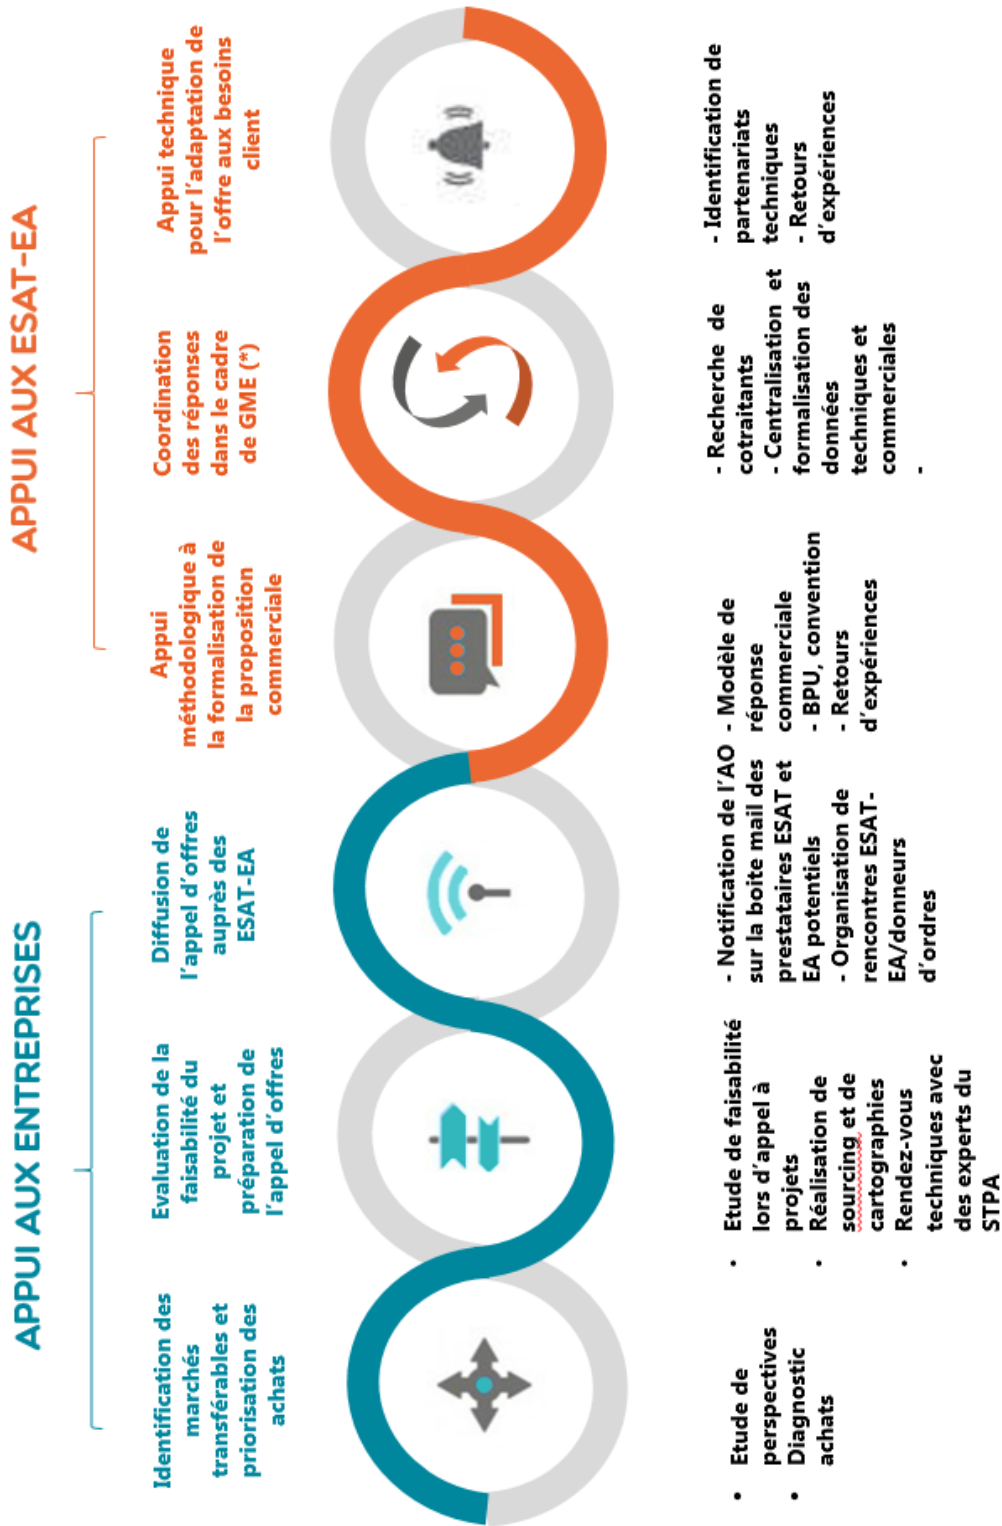 APPUI AUX ENTREPRISES
APPUI AUX ESAT-EA
Identification des
marchés
transférables et
priorisation des
achats
Evaluation de la
faisabilité du
projet et
préparation de
l'appel d'offres
Diffusion de
l'appel d'offres
auprès des
ESAT-EA
Appui
méthodologique à
la formalisation de
la proposition
commerciale
Coordination
des réponses
dans le cadre
de GME (*)
Appui technique
pour l'adaptation de
l'offre aux besoins
client
• Etude de
perspectives
• Diagnostic
achats
• Etude de faisabilité
lors d'appel à
projets
• Réalisation de
sourcing et de
cartographies
• Rendez-vous
techniques avec
des experts du
STPA
- Notification de l'AO
sur la boite mail des
prestataires ESAT et
EA potentiels
- Organisation de
rencontres ESAT-
EA/donneurs
d'ordres
- Modèle de
réponse
commerciale
- BPU, convention
- Retours
d'expériences
- Recherche de
cotraitants
- Centralisation et
formalisation des
données
techniques et
commerciales
-
- Identification de
partenariats
techniques
- Retours
d'expériences